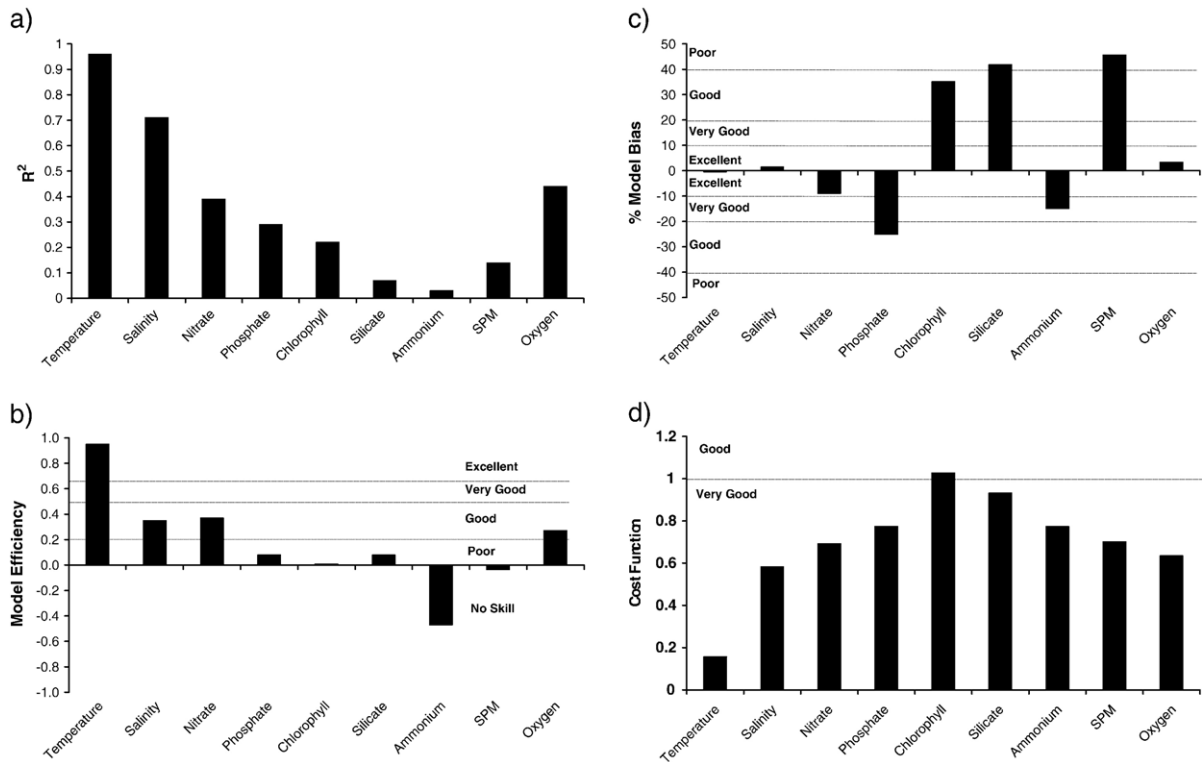 a)
1
0.9
0.8
0.7
0.6
0.5
0.4
0.3
0.2
0.1
0
R²
Temperature
Salinity
Nitrate
Phosphate
Chlorophyll
Silicate
Ammonium
SPM
Oxygen
b)
1.0
0.8
0.6
0.4
0.2
0.0
-0.2
-0.4
-0.6
-0.8
-1.0
Model Efficiency
Excellent
Very Good
Good
Poor
No Skill
Temperature
Salinity
Nitrate
Phosphate
Chlorophyll
Silicate
Ammonium
SPM
Oxygen
c)
50
40
30
20
10
0
-10
-20
-30
-40
-50
% Model Bias
Poor
Good
Very Good
Excellent
Excellent
Very Good
Good
Poor
Temperature
Salinity
Nitrate
Phosphate
Chlorophyll
Silicate
Ammonium
SPM
Oxygen
d)
1.2
1
0.8
0.6
0.4
0.2
0
Cost Function
Good
Very Good
Temperature
Salinity
Nitrate
Phosphate
Chlorophyll
Silicate
Ammonium
SPM
Oxygen